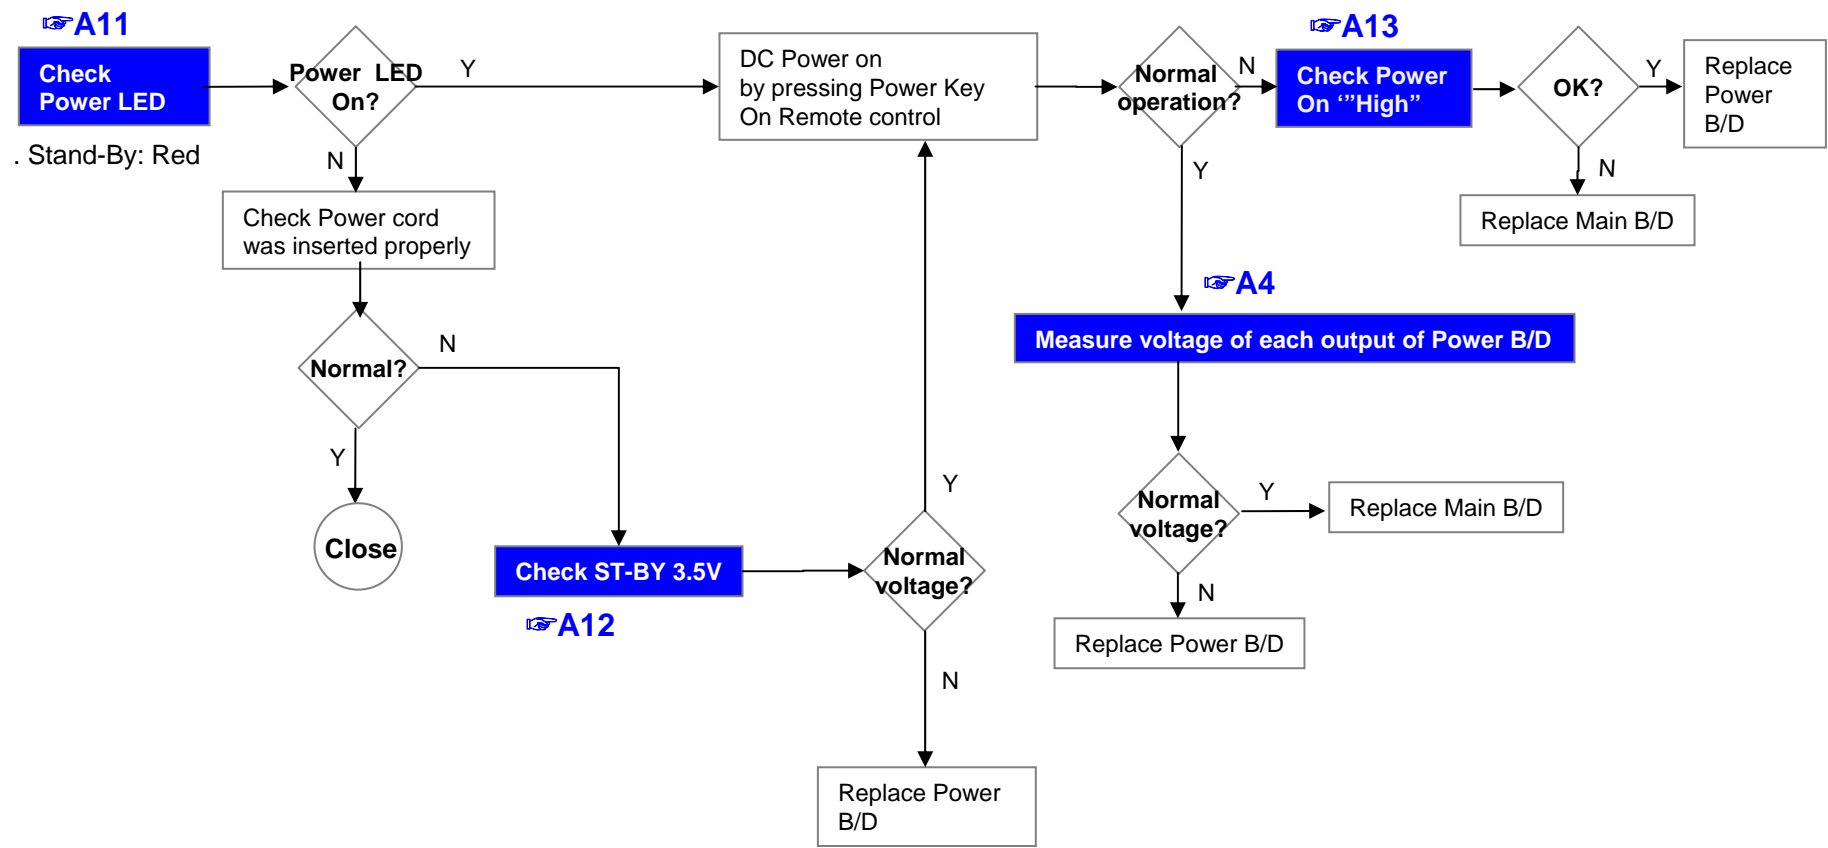 ☞A11
Check
Power LED
. Stand-By: Red
Power LED
On?
Y
N
Check Power cord
was inserted properly
Normal?
N
Y
Close
Check ST-BY 3.5V
☞A12
Normal
voltage?
Y
N
Replace Power
B/D
DC Power on
by pressing Power Key
On Remote control
Normal
operation?
N
Y
☞A13
Check Power
On ‘”High”
OK?
Y
Replace
Power
B/D
N
Replace Main B/D
☞A4
Measure voltage of each output of Power B/D
Normal
voltage?
Y
Replace Main B/D
N
Replace Power B/D